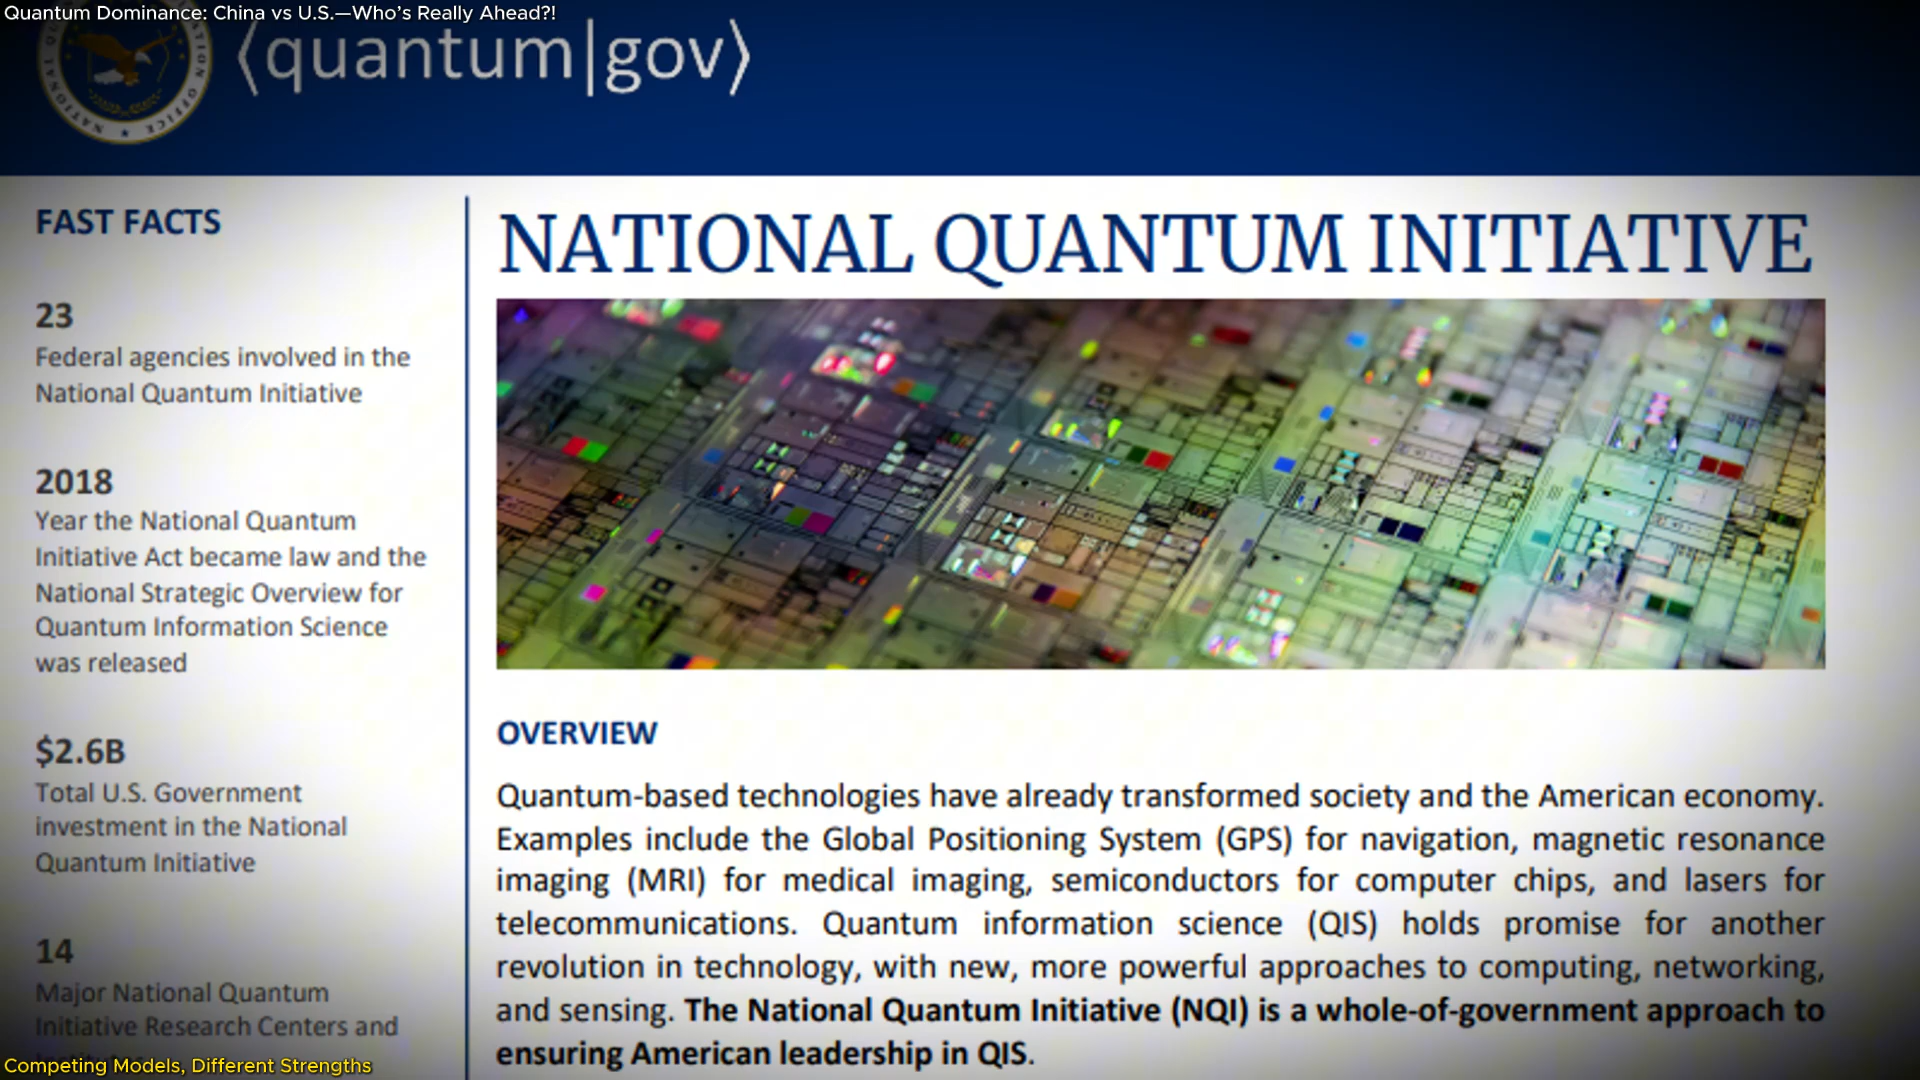 Quantum Dominance: China vs U.S.—Who's Really Ahead?!
⟨quantum|gov⟩
FAST FACTS
23
Federal agencies involved in the
National Quantum Initiative
2018
Year the National Quantum
Initiative Act became law and the
National Strategic Overview for
Quantum Information Science
was released
$2.6B
Total U.S. Government
investment in the National
Quantum Initiative
14
Major National Quantum
Initiative Research Centers and
NATIONAL QUANTUM INITIATIVE
OVERVIEW
Quantum-based technologies have already transformed society and the American economy.
Examples include the Global Positioning System (GPS) for navigation, magnetic resonance
imaging (MRI) for medical imaging, semiconductors for computer chips, and lasers for
telecommunications. Quantum information science (QIS) holds promise for another
revolution in technology, with new, more powerful approaches to computing, networking,
and sensing. The National Quantum Initiative (NQI) is a whole-of-government approach to
ensuring American leadership in QIS.
Competing Models, Different Strengths